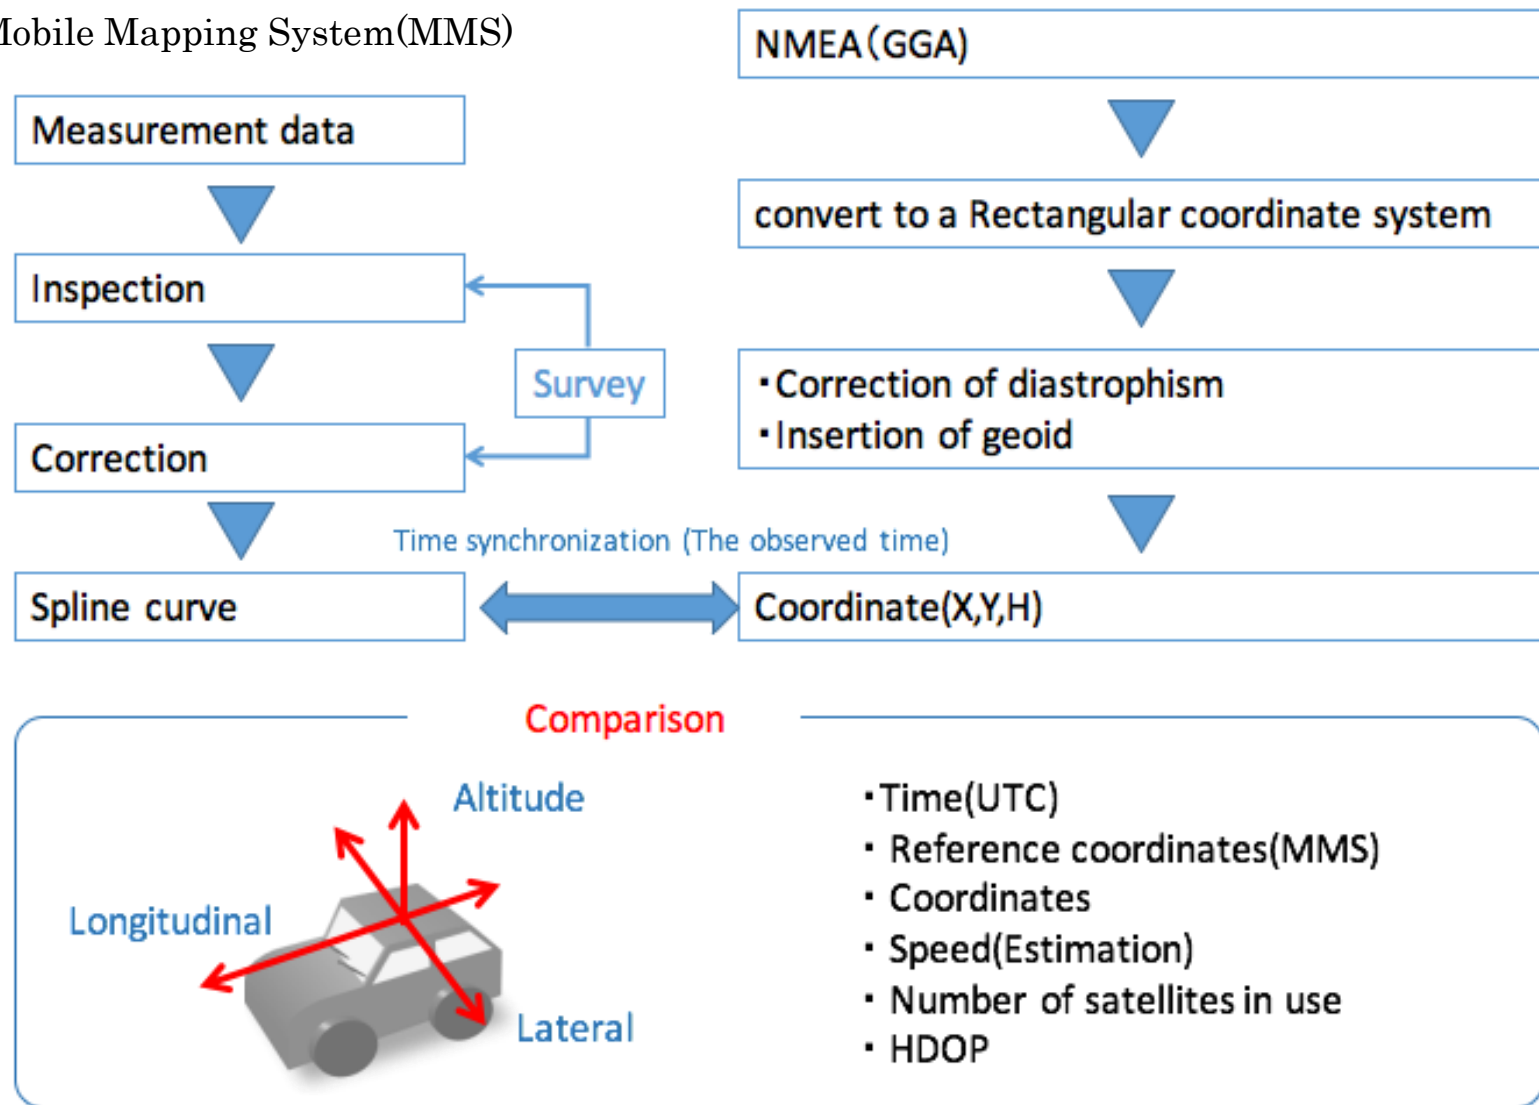 Mobile Mapping System(MMS)
Measurement data
Inspection
Survey
Correction
Spline curve
NMEA（GGA）
convert to a Rectangular coordinate system
・Correction of diastrophism
・Insertion of geoid
Time synchronization (The observed time)
Coordinate(X,Y,H)
Comparison
Altitude
Longitudinal
Lateral
・Time(UTC)
・ Reference coordinates(MMS)
・ Coordinates
・ Speed(Estimation)
・ Number of satellites in use
・ HDOP